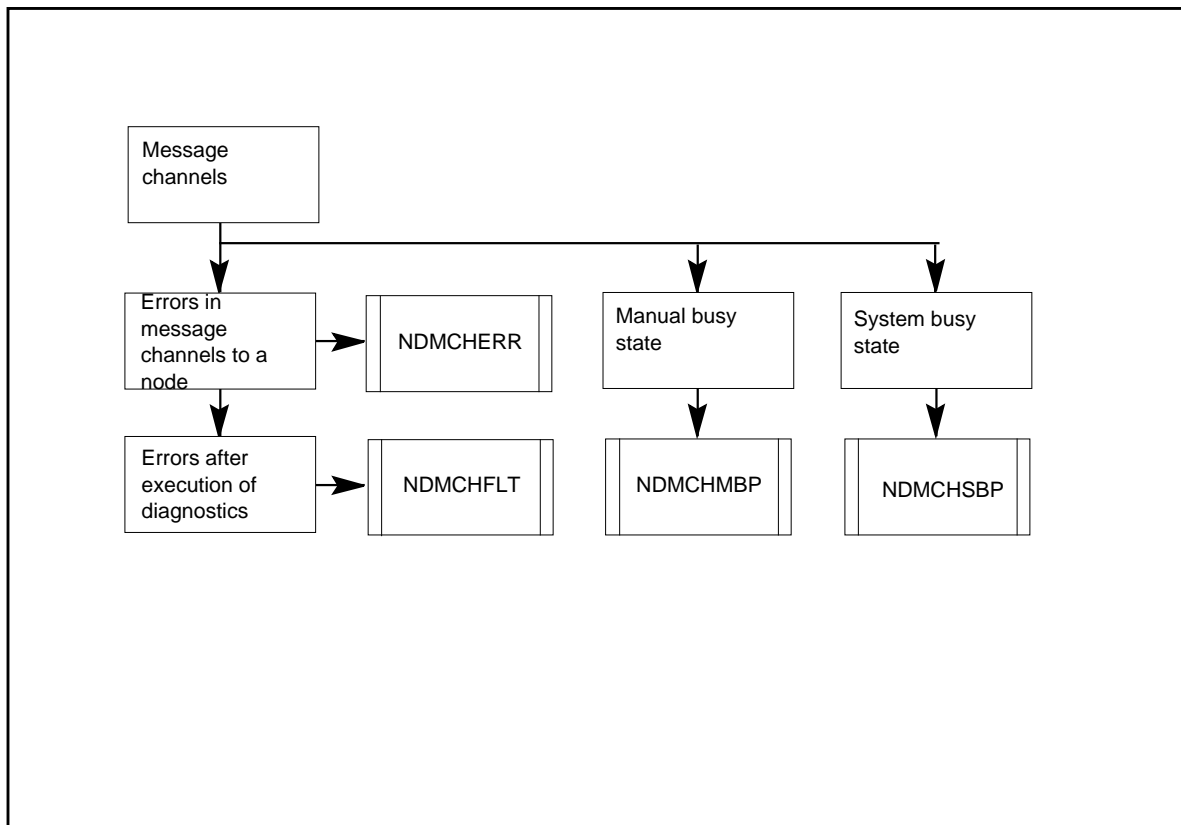 Message
channels
Errors in
message
channels to a
node
NDMCHERR
Manual busy
state
System busy
state
Errors after
execution of
diagnostics
NDMCHFLT
NDMCHMBP
NDMCHSBP